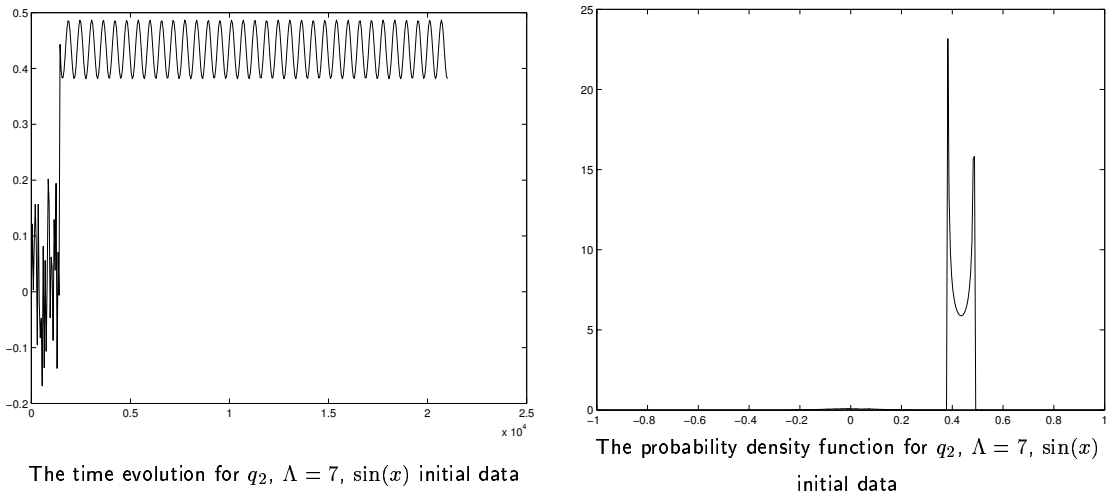 0.5
0.4
0.3
0.2
0.1
0
−0.1
−0.2
0 0.5 1 1.5 2 2.5
x 10^4
The time evolution for q_2, Λ = 7, sin(x) initial data
25
20
15
10
5
0
−1 −0.8 −0.6 −0.4 −0.2 0 0.2 0.4 0.6 0.8 1
The probability density function for q_2, Λ = 7, sin(x)
initial data